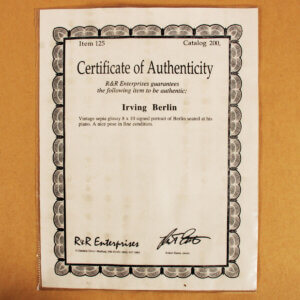 Item 125 Catalog 200,
Certificate of Authenticity
R&R Enterprises guarantees
the following item to be authentic:
Irving Berlin
Vintage sepia glossy 8 x 10 signed portrait of Berlin seated at his
piano. A nice pose in fine condition.
R&R Enterprises